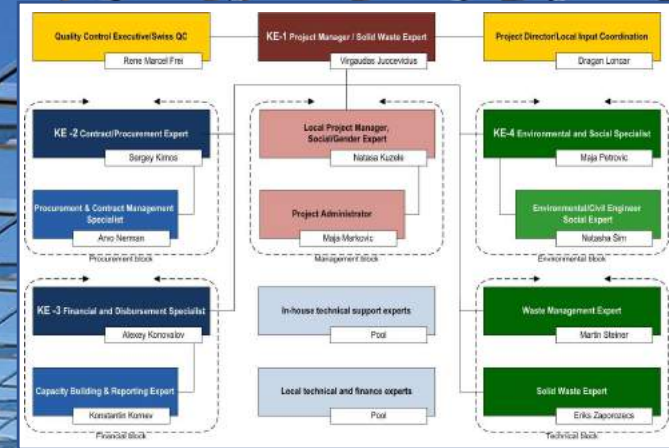 Quality Control Executive/Swiss QC
Rene Marcel Frei
KE-1 Project Manager / Solid Waste Expert
Virgaudas Juocevicius
Project Director/Local Input Coordination
Dragan Loncar
KE -2 Contract/Procurement Expert
Sergey Kirnos
Procurement & Contract Management
Specialist
Arvo Nerman
Procurement block
Local Project Manager,
Social/Gender Expert
Natasa Kuzele
Project Administrator
Maja Markovic
Management block
KE-4 Environmental and Social Specialist
Maja Petrovic
Environmental/Civil Engineer
Social Expert
Natasha Sim
Environmental block
KE -3 Financial and Disbursement Specialist
Alexey Konovalov
Capacity Building & Reporting Expert
Konstantin Kornev
Financial block
In-house technical support experts
Pool
Local technical and finance experts
Pool
Waste Management Expert
Martin Steiner
Solid Waste Expert
Eriks Zaporozecs
Technical block